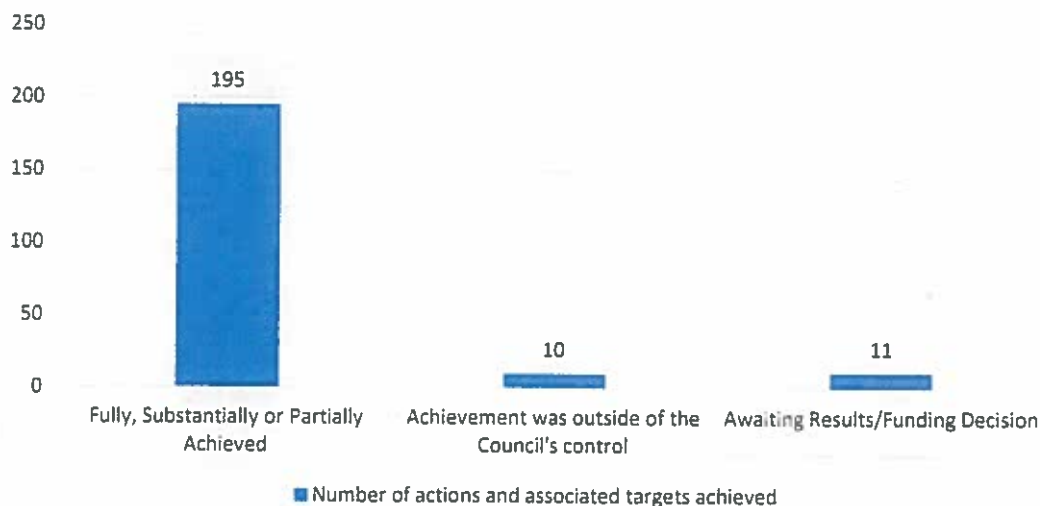 250
195
200
150
100
50
10
11
0
Fully, Substantially or Partially
Achieved
Achievement was outside of the
Council's control
Awaiting Results/Funding Decision
Number of actions and associated targets achieved